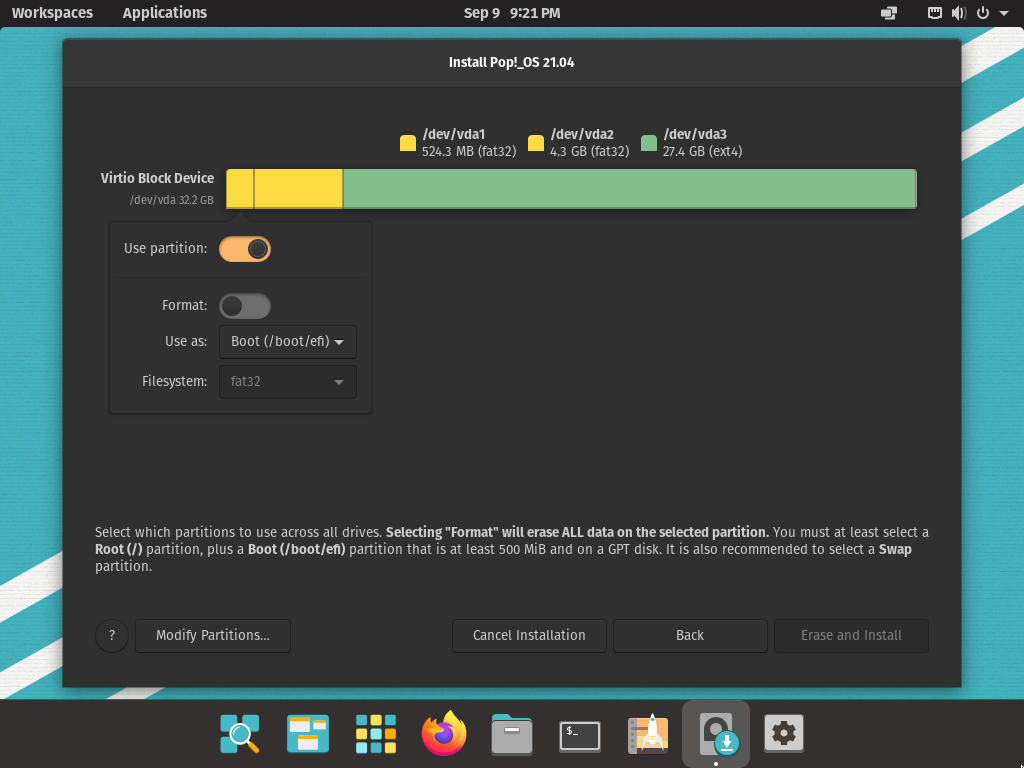 Workspaces Applications Sep 9 9:21 PM
Install Pop!_OS 21.04
/dev/vda1 /dev/vda2 /dev/vda3
524.3 MB (fat32) 4.3 GB (fat32) 27.4 GB (ext4)
Virtio Block Device
/dev/vda 32.2 GB
Use partition:
Format:
Use as: Boot (/boot/efi)
Filesystem: fat32
Select which partitions to use across all drives. Selecting "Format" will erase ALL data on the selected partition. You must at least select a
Root (/) partition, plus a Boot (/boot/efi) partition that is at least 500 MiB and on a GPT disk. It is also recommended to select a Swap
partition.
? Modify Partitions... Cancel Installation Back Erase and Install
$_